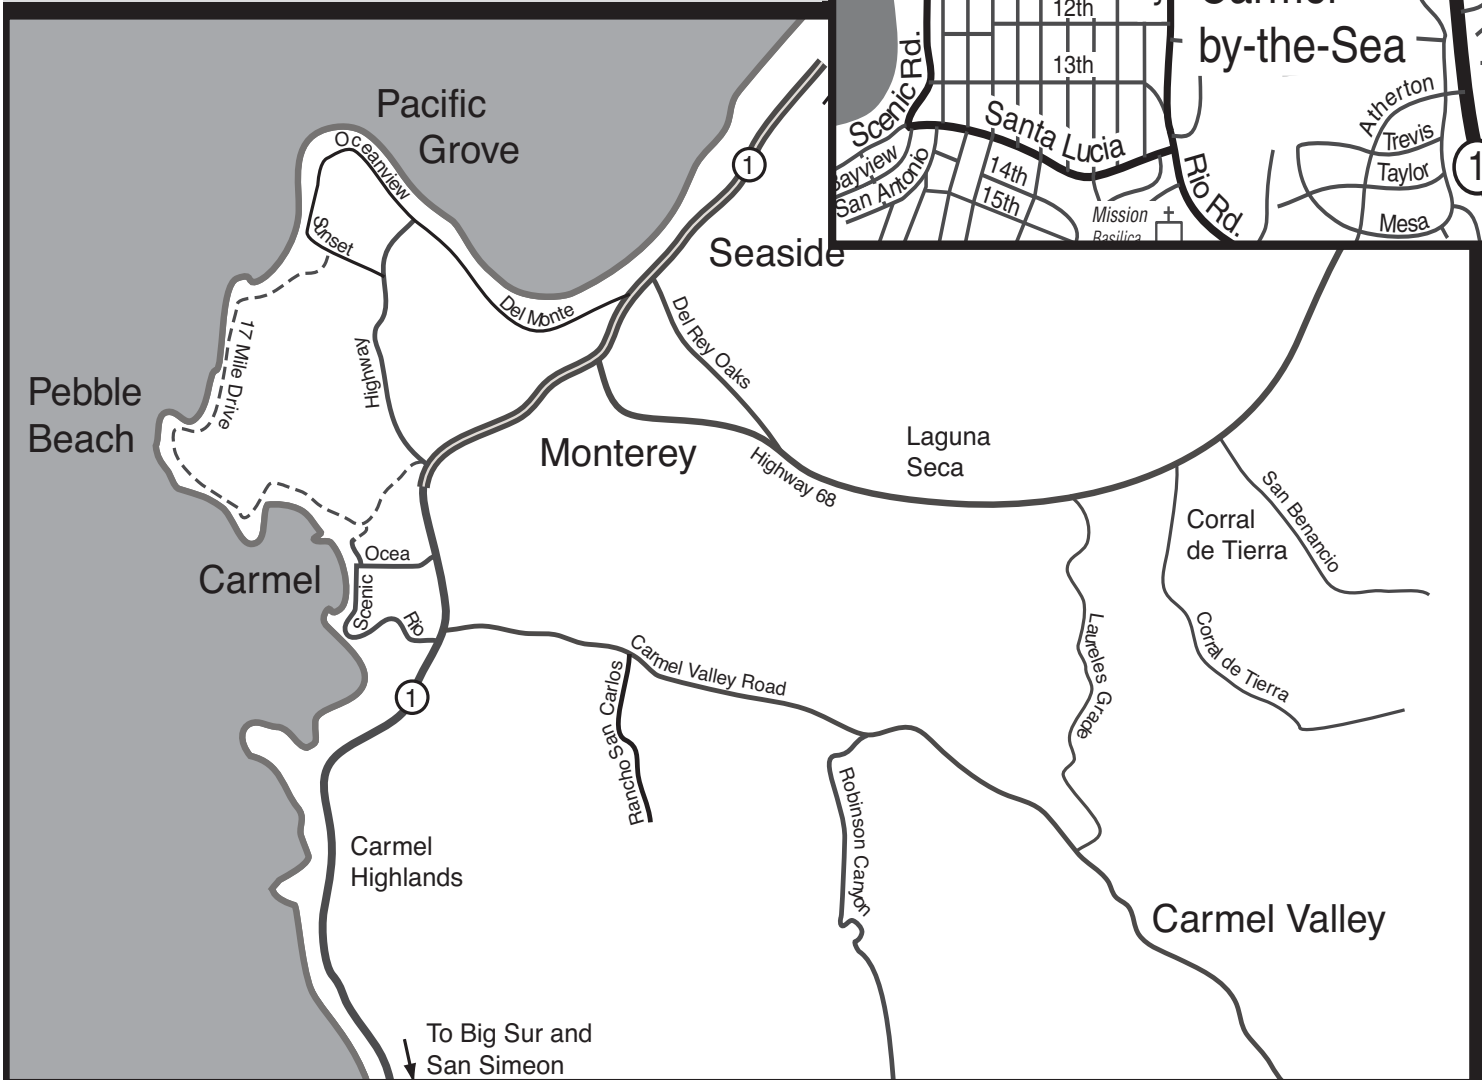 12th
by-the-Sea
13th
Scenic Rd.
Santa Lucia
Atherton
Trevis
Taylor
Mesa
1
Bayview
San Antonio
14th
15th
Mission
Basilica
Rio Rd.
Pacific
Grove
Oceanview
Sunset
1
Seaside
Del Monte
Del Rey Oaks
17 Mile Drive
Highway
Pebble
Beach
Monterey
Highway 68
Laguna
Seca
San Benancio
Corral
de Tierra
Corral de Tierra
Laureles Grade
Carmel
Ocea
Scenic
Rio
1
Carmel Valley Road
Rancho San Carlos
Robinson Canyon
Carmel
Highlands
Carmel Valley
To Big Sur and
San Simeon